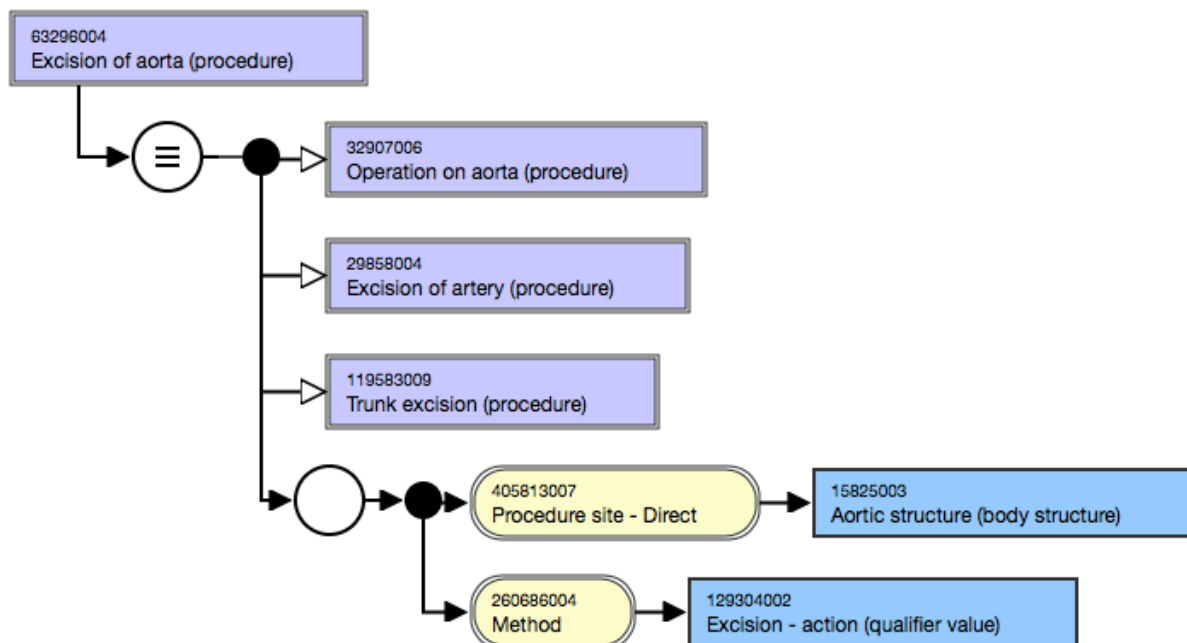 63296004
Excision of aorta (procedure)
32907006
Operation on aorta (procedure)
29858004
Excision of artery (procedure)
119583009
Trunk excision (procedure)
405813007
Procedure site - Direct
15825003
Aortic structure (body structure)
260686004
Method
129304002
Excision - action (qualifier value)